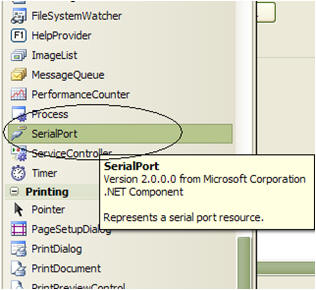 FileSystemWatcher
HelpProvider
ImageList
MessageQueue
PerformanceCounter
Process
SerialPort
ServiceController
Timer
SerialPort
Version 2.0.0.0 from Microsoft Corporation
.NET Component
Represents a serial port resource.
Printing
Pointer
PageSetupDialog
PrintDialog
PrintDocument
PrintPreviewControl